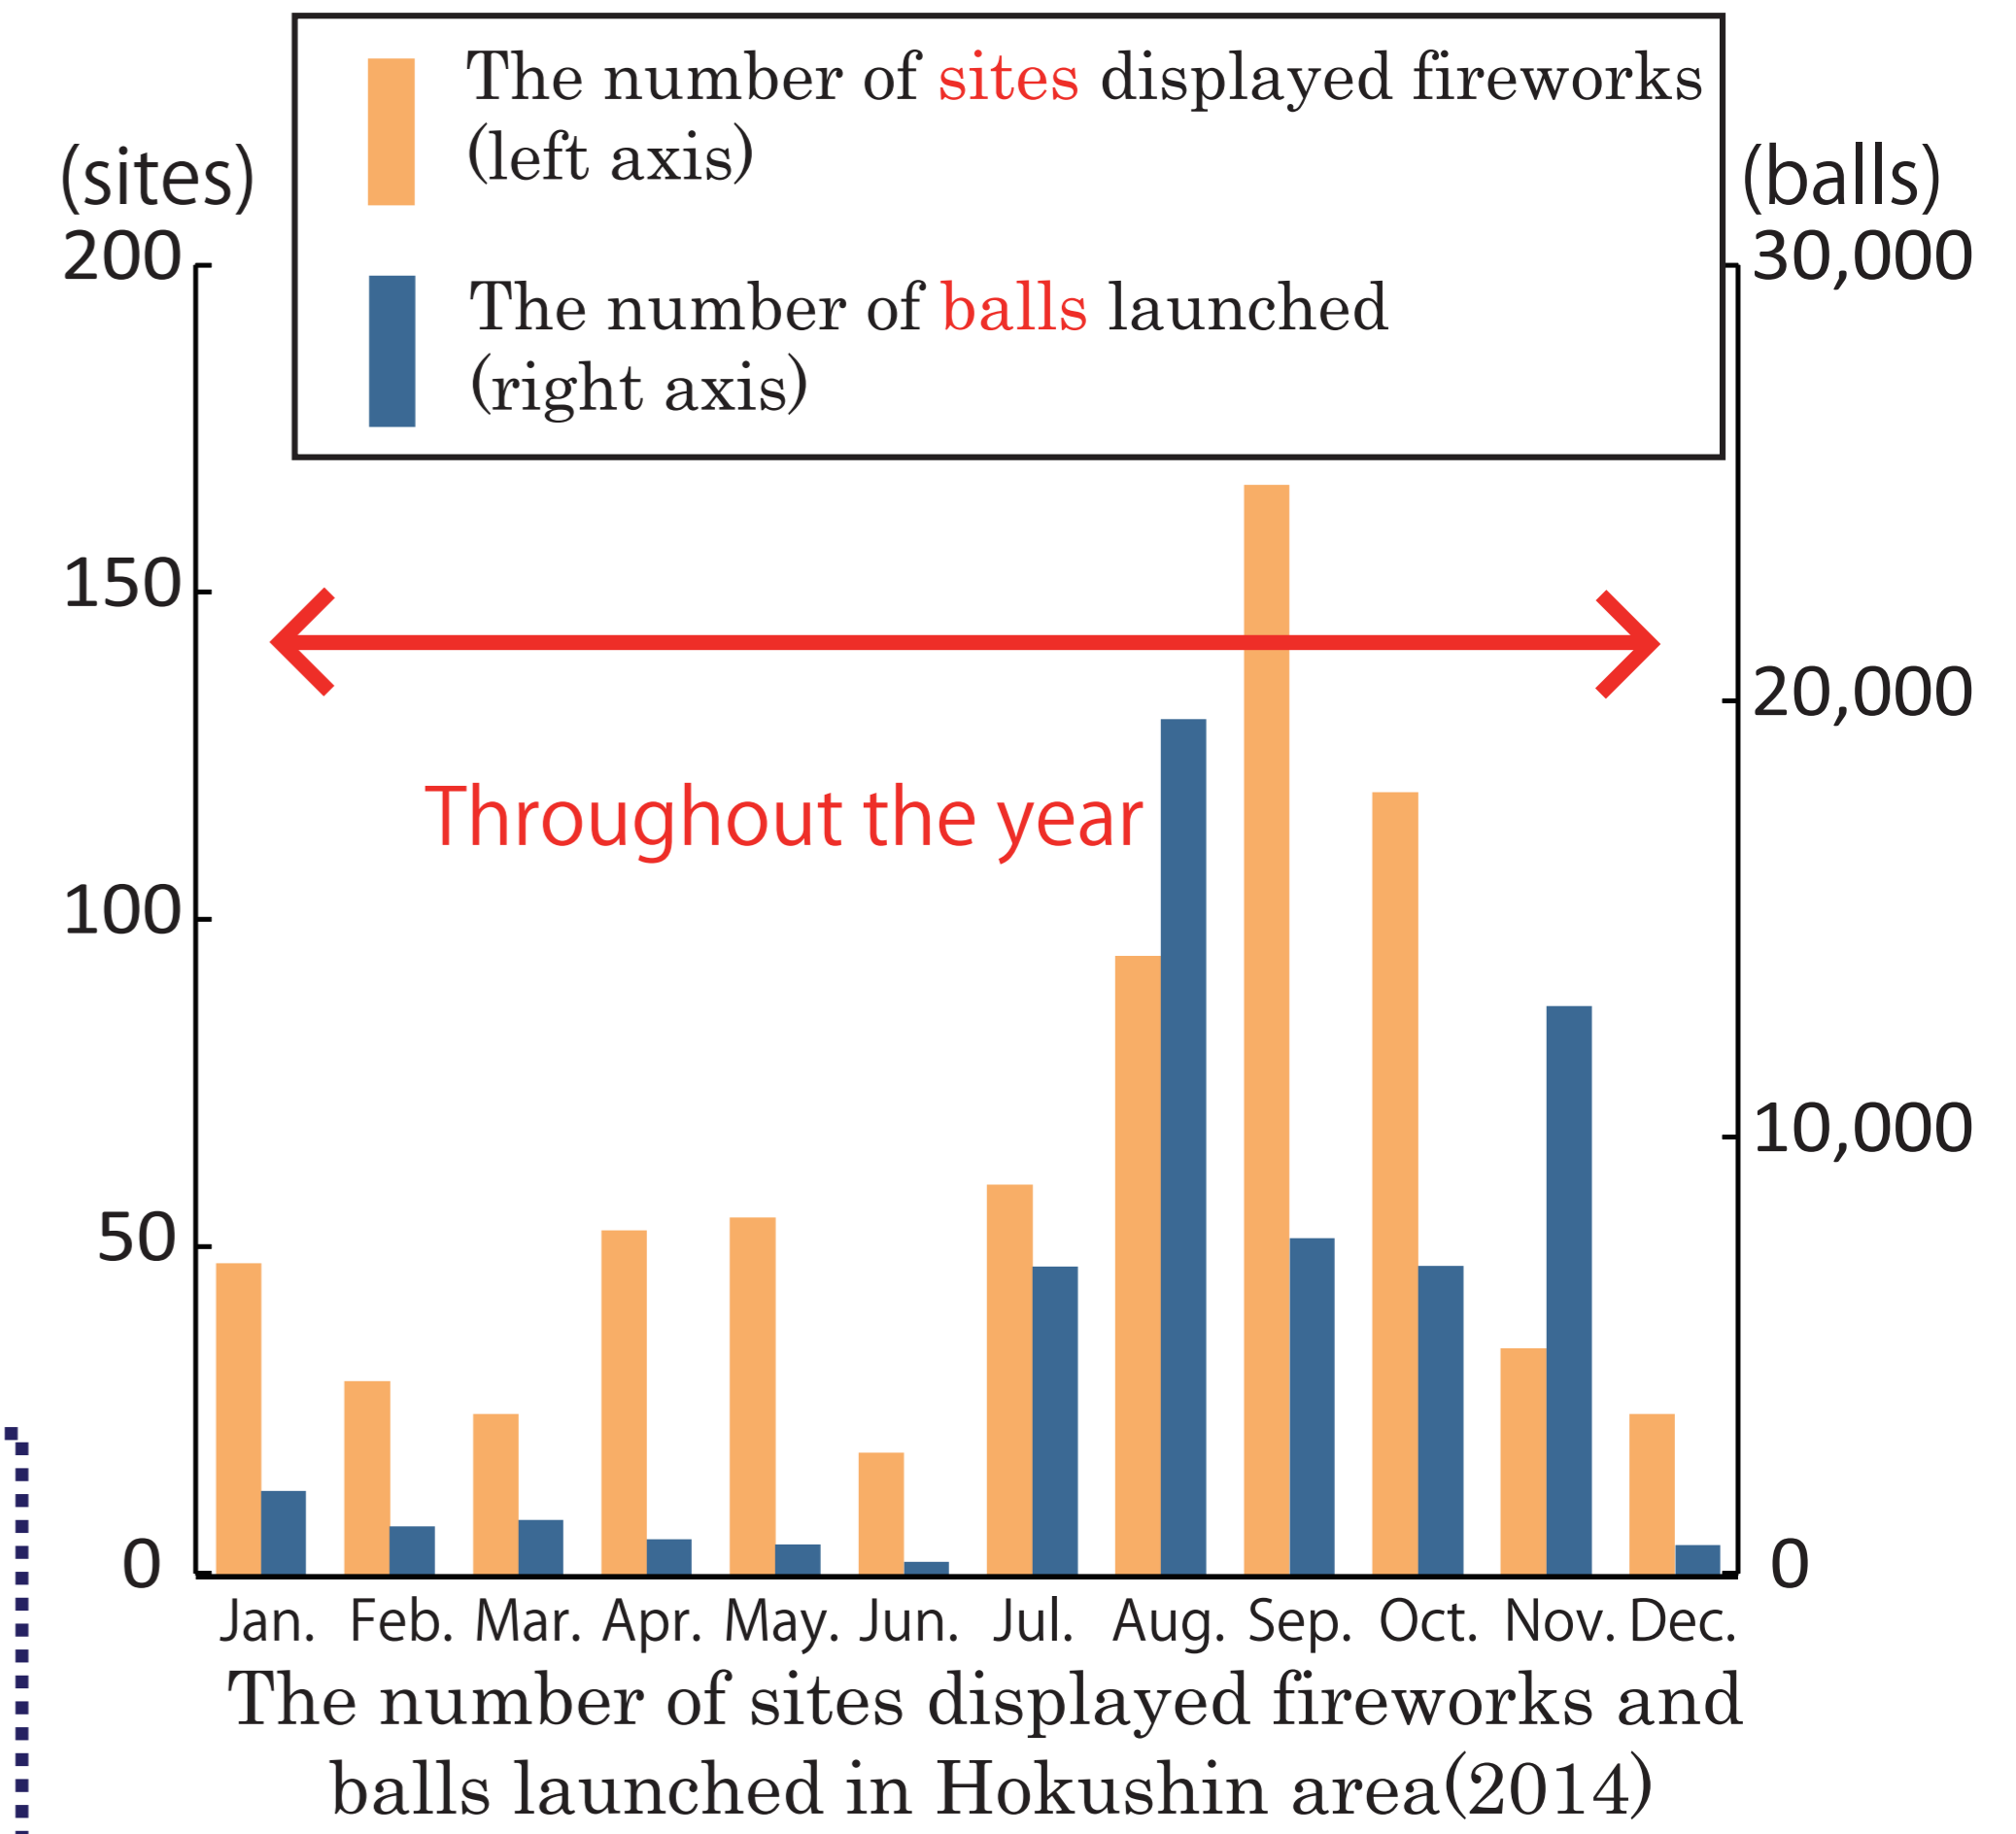 The number of sites displayed fireworks
(left axis)
The number of balls launched
(right axis)
(sites)
200
150
100
50
0
(balls)
30,000
20,000
10,000
0
Throughout the year
Jan. Feb. Mar. Apr. May. Jun. Jul. Aug. Sep. Oct. Nov. Dec.
The number of sites displayed fireworks and
balls launched in Hokushin area(2014)